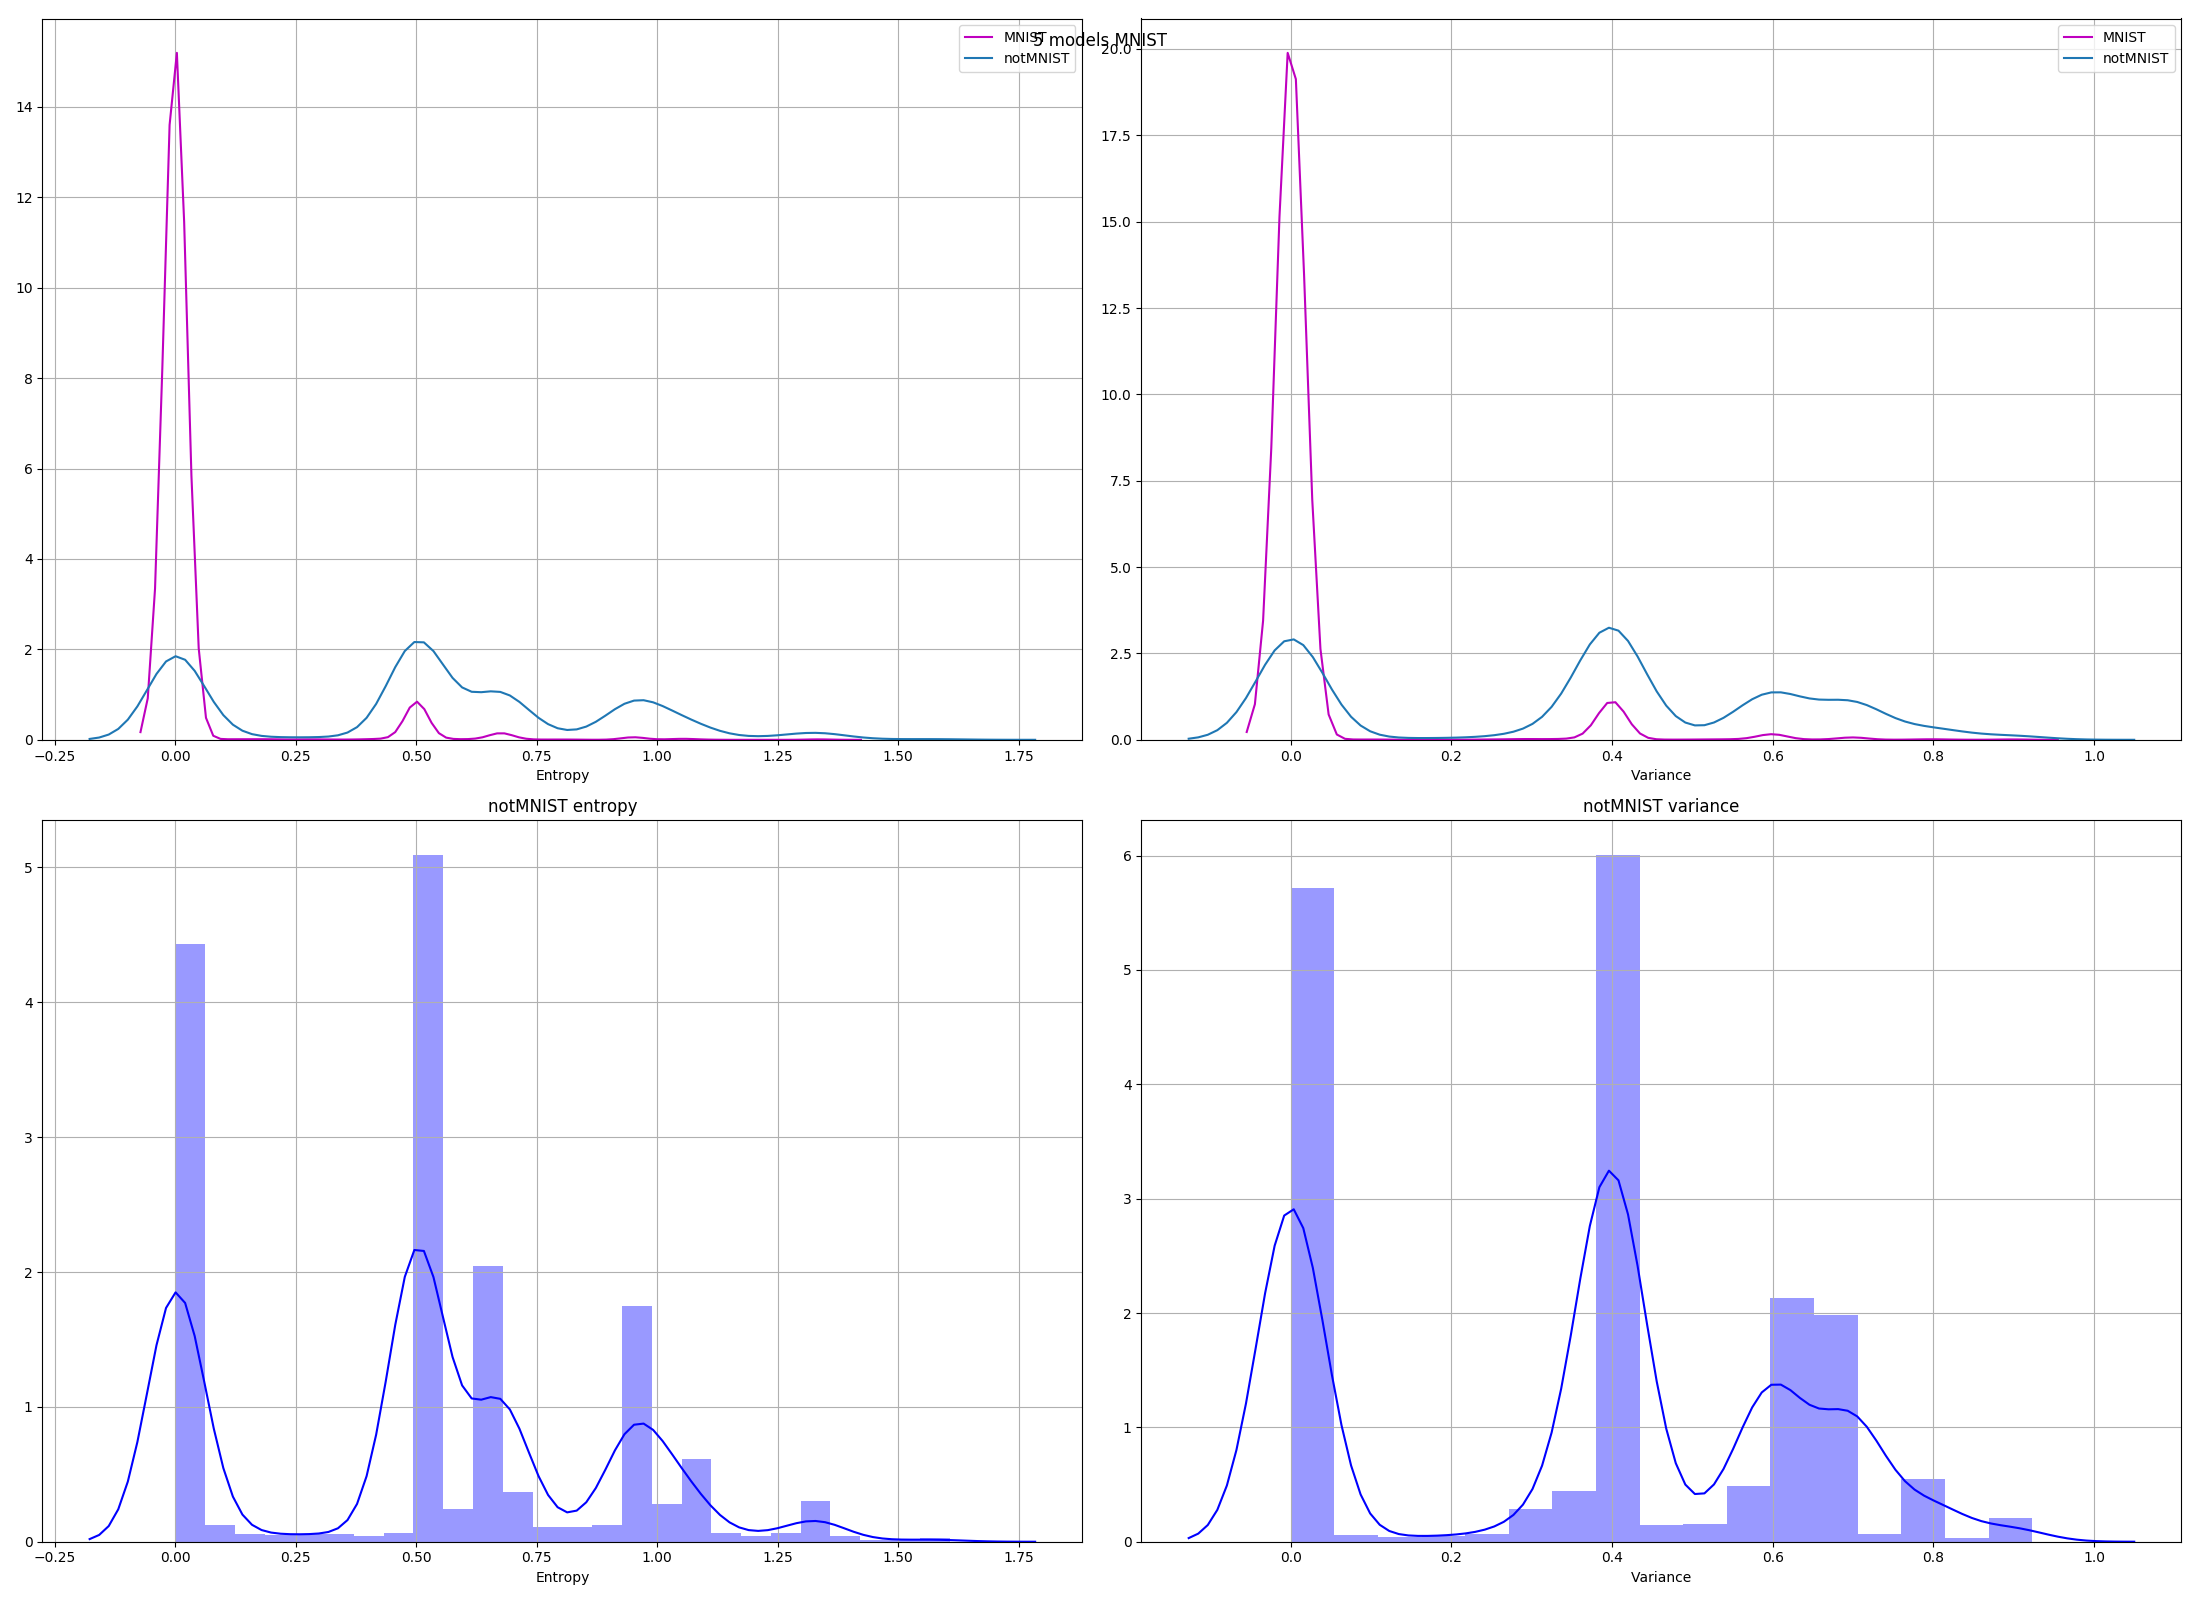 5 models MNIST
MNIST
notMNIST
14
12
10
8
6
4
2
0
−0.25 0.00 0.25 0.50 0.75 1.00 1.25 1.50 1.75
Entropy
MNIST
notMNIST
20.0
17.5
15.0
12.5
10.0
7.5
5.0
2.5
0.0
0.0 0.2 0.4 0.6 0.8 1.0
Variance
notMNIST entropy
5
4
3
2
1
0
−0.25 0.00 0.25 0.50 0.75 1.00 1.25 1.50 1.75
Entropy
notMNIST variance
6
5
4
3
2
1
0
0.0 0.2 0.4 0.6 0.8 1.0
Variance